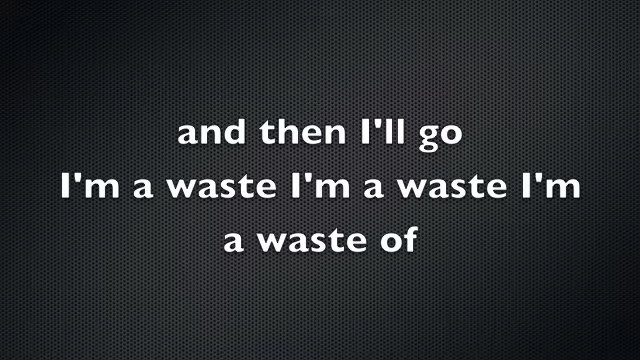 and then I'll go
I'm a waste I'm a waste I'm
a waste of